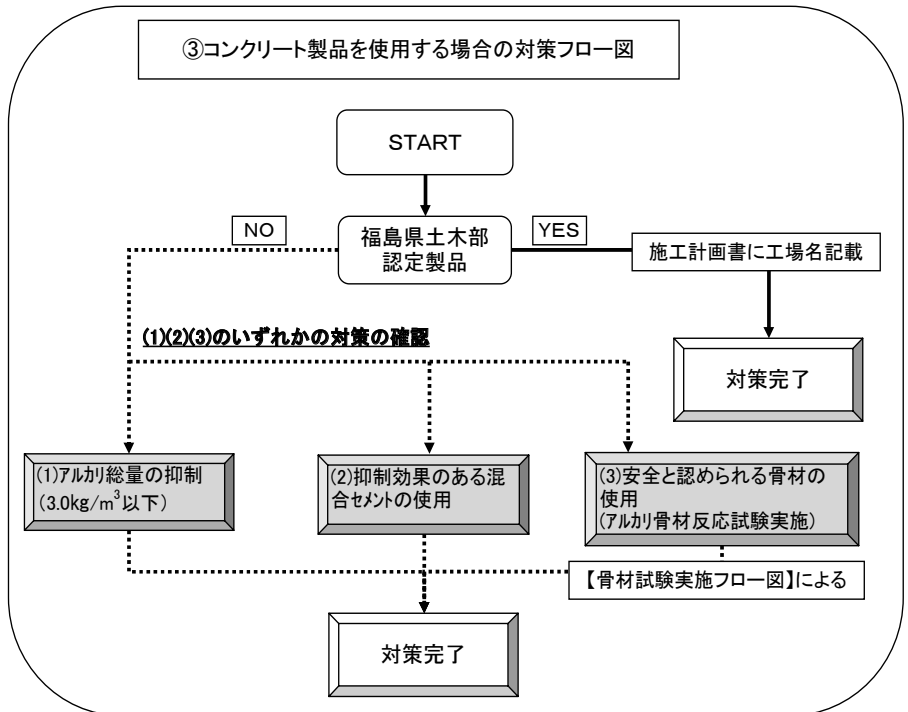 ③コンクリート製品を使用する場合の対策フロー図
START
NO
福島県土木部
認定製品
YES
施工計画書に工場名記載
(1)(2)(3)のいずれかの対策の確認
対策完了
(1)アルカリ総量の抑制
(3.0kg/m³以下)
(2)抑制効果のある混
合セメントの使用
(3)安全と認められる骨材の
使用
(アルカリ骨材反応試験実施)
【骨材試験実施フロー図】による
対策完了